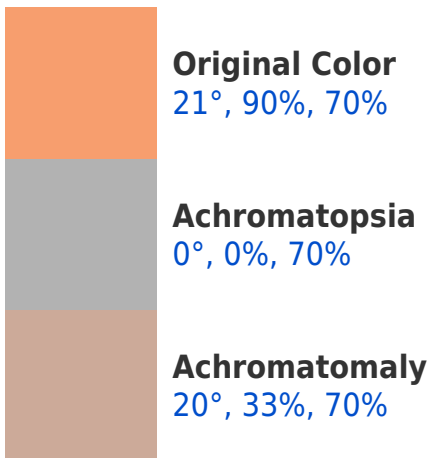 Original Color
21°, 90%, 70%
Achromatopsia
0°, 0%, 70%
Achromatomaly
20°, 33%, 70%